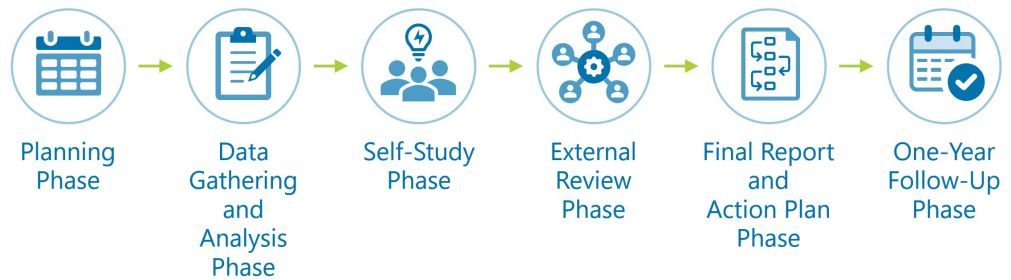 Planning
Phase
Data
Gathering
and
Analysis
Phase
Self-Study
Phase
External
Review
Phase
Final Report
and
Action Plan
Phase
One-Year
Follow-Up
Phase